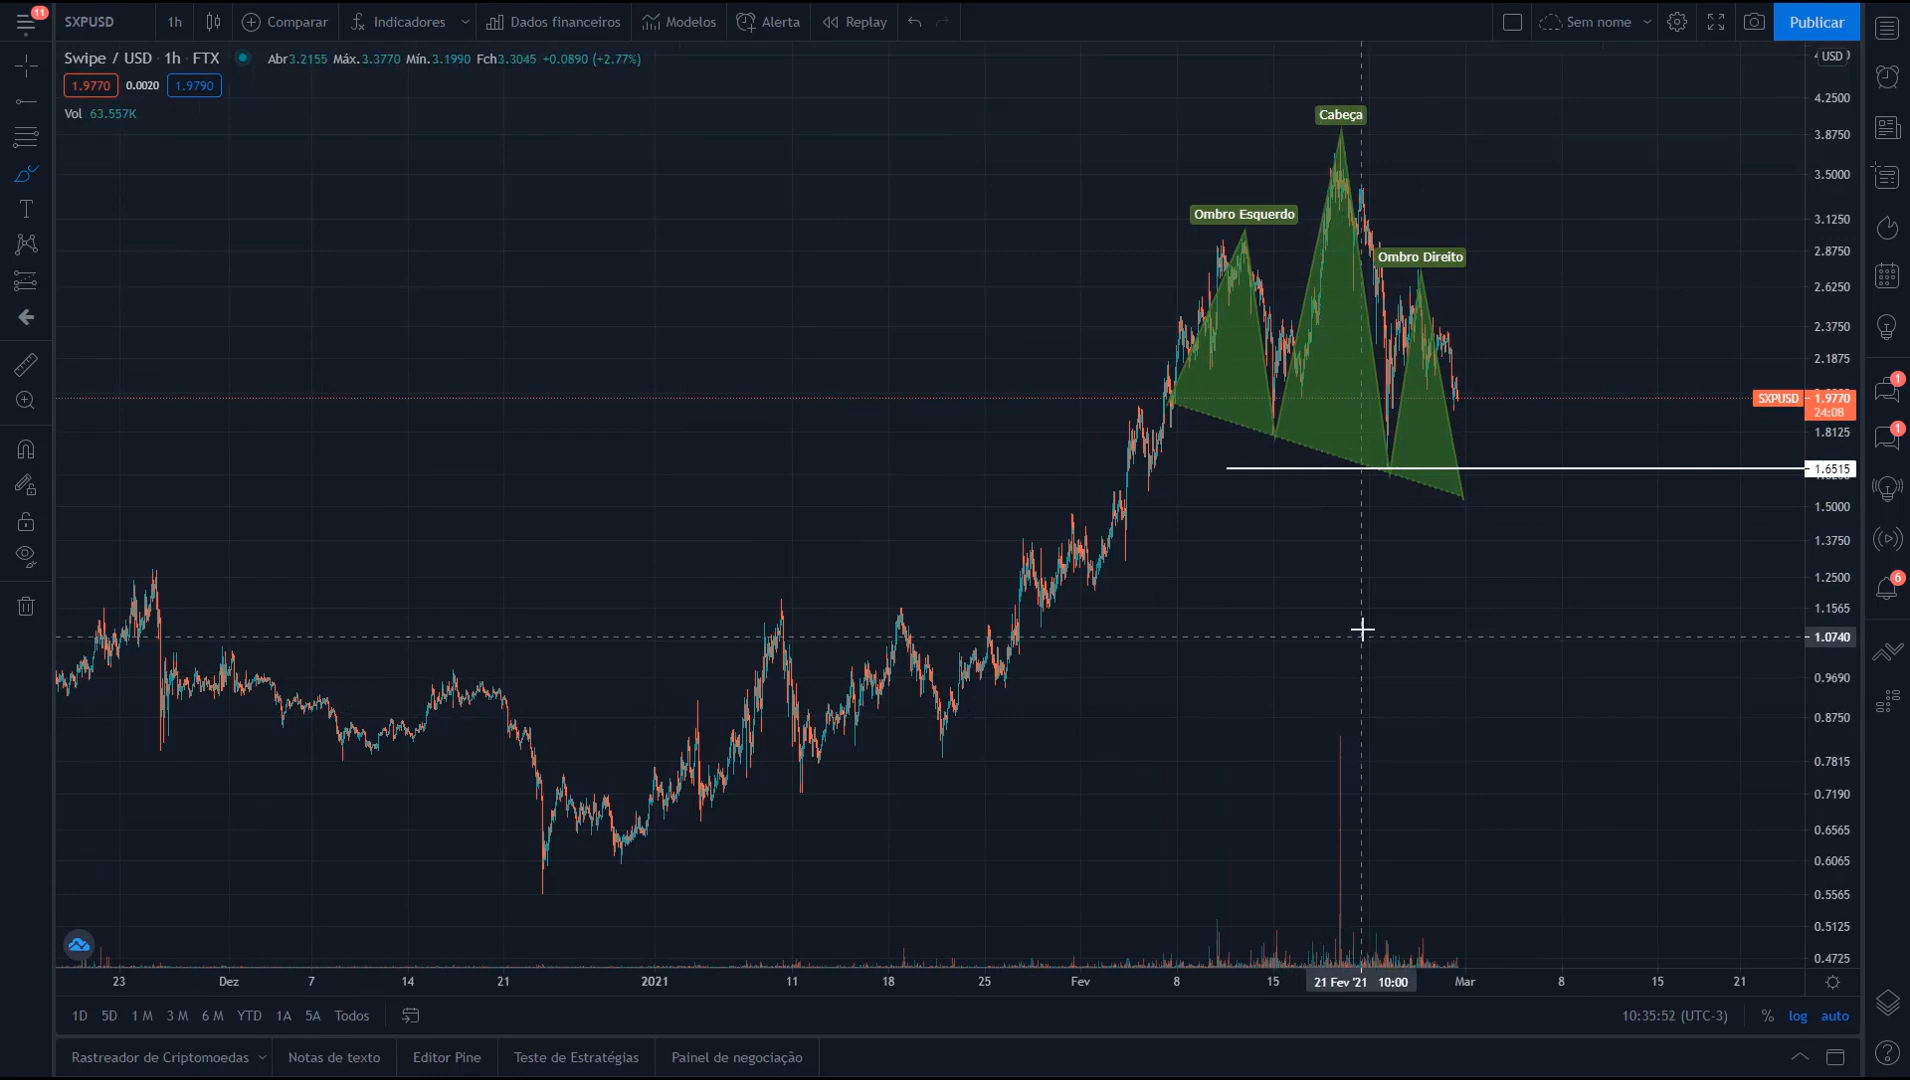 11
SXPUSD
1h
Comparar
Indicadores
Dados financeiros
Modelos
Alerta
Replay
Sem nome
Publicar
Swipe / USD · 1h · FTX
Abr3.2155 Máx.3.3770 Mín.3.1990 Fch3.3045 +0.0890 (+2.77%)
1.9770
0.0020
1.9790
Vol 63.557K
USD
4.2500
Cabeça
3.8750
3.5000
Ombro Esquerdo
3.1250
2.8750
Ombro Direito
2.6250
2.3750
2.1875
SXPUSD
1.9770
24:08
1
1.8125
1
1.6515
1.5000
1.3750
1.2500
6
1.1565
1.0740
0.9690
0.8750
0.7815
0.7190
0.6565
0.6065
0.5565
0.5125
0.4725
23
Dez
7
14
21
2021
11
18
25
Fev
8
15
21 Fev '21 10:00
Mar
8
15
21
1D
5D
1 M
3 M
6 M
YTD
1A
5A
Todos
10:35:52 (UTC-3)
%
log
auto
Rastreador de Criptomoedas
Notas de texto
Editor Pine
Teste de Estratégias
Painel de negociação